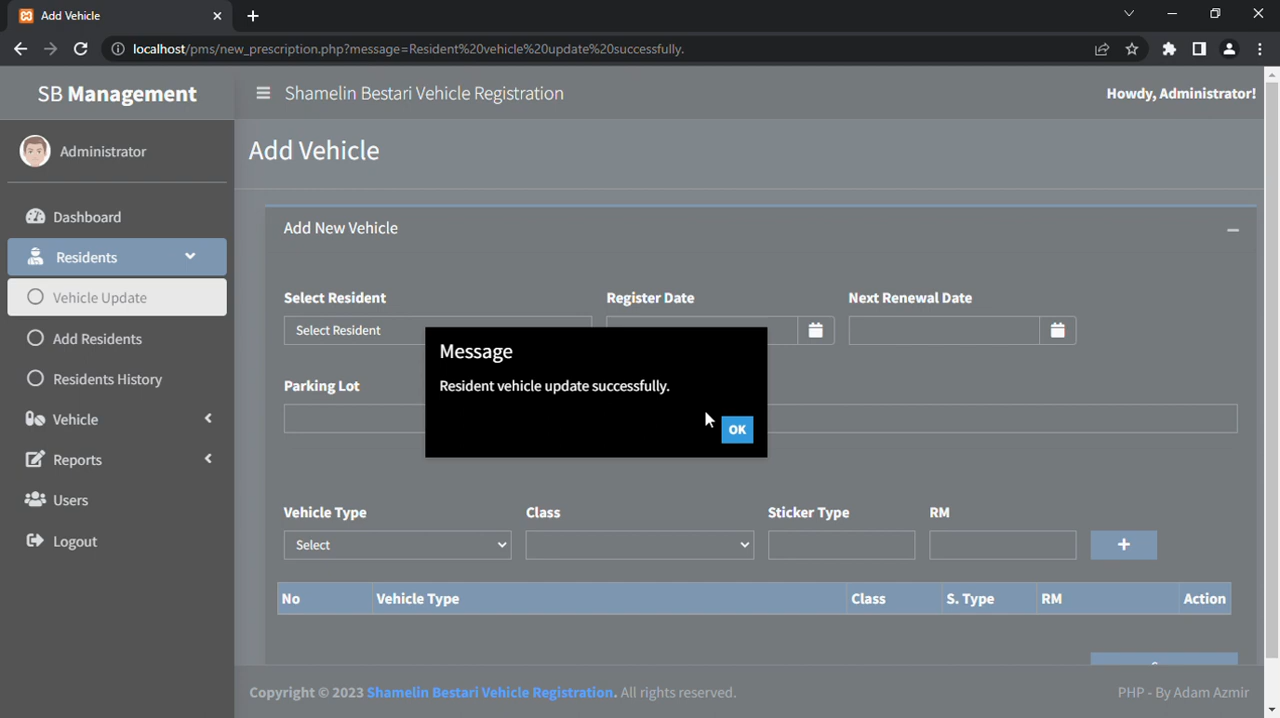 Add Vehicle
localhost/pms/new_prescription.php?message=Resident%20vehicle%20update%20successfully.
SB Management
Shamelin Bestari Vehicle Registration
Howdy, Administrator!
Administrator
Add Vehicle
Dashboard
Residents
Vehicle Update
Add Residents
Residents History
Vehicle
Reports
Users
Logout
Add New Vehicle
Select Resident
Register Date
Next Renewal Date
Select Resident
Message
Resident vehicle update successfully.
OK
Parking Lot
Vehicle Type
Class
Sticker Type
RM
Select
+
No
Vehicle Type
Class
S. Type
RM
Action
Copyright © 2023 Shamelin Bestari Vehicle Registration. All rights reserved.
PHP - By Adam Azmir